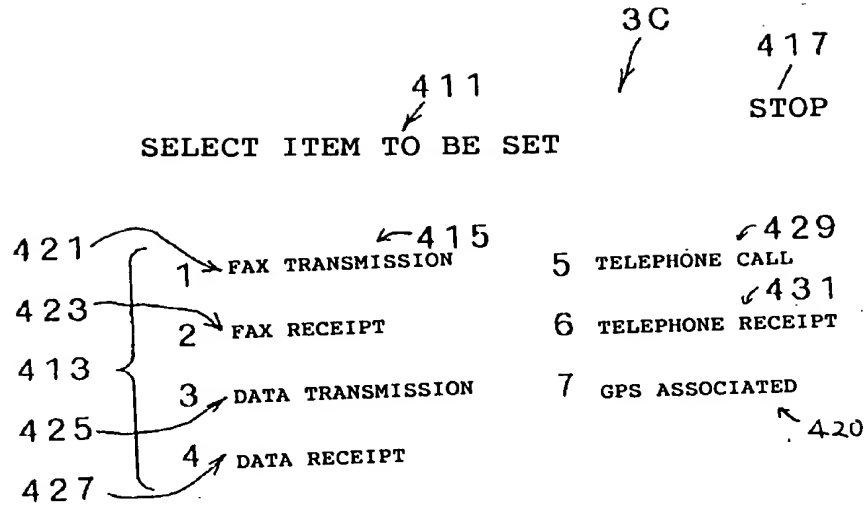 3C
417
411
STOP
SELECT ITEM TO BE SET
421
415
429
1 FAX TRANSMISSION
5 TELEPHONE CALL
423
431
2 FAX RECEIPT
6 TELEPHONE RECEIPT
413
3 DATA TRANSMISSION
7 GPS ASSOCIATED
425
420
4 DATA RECEIPT
427